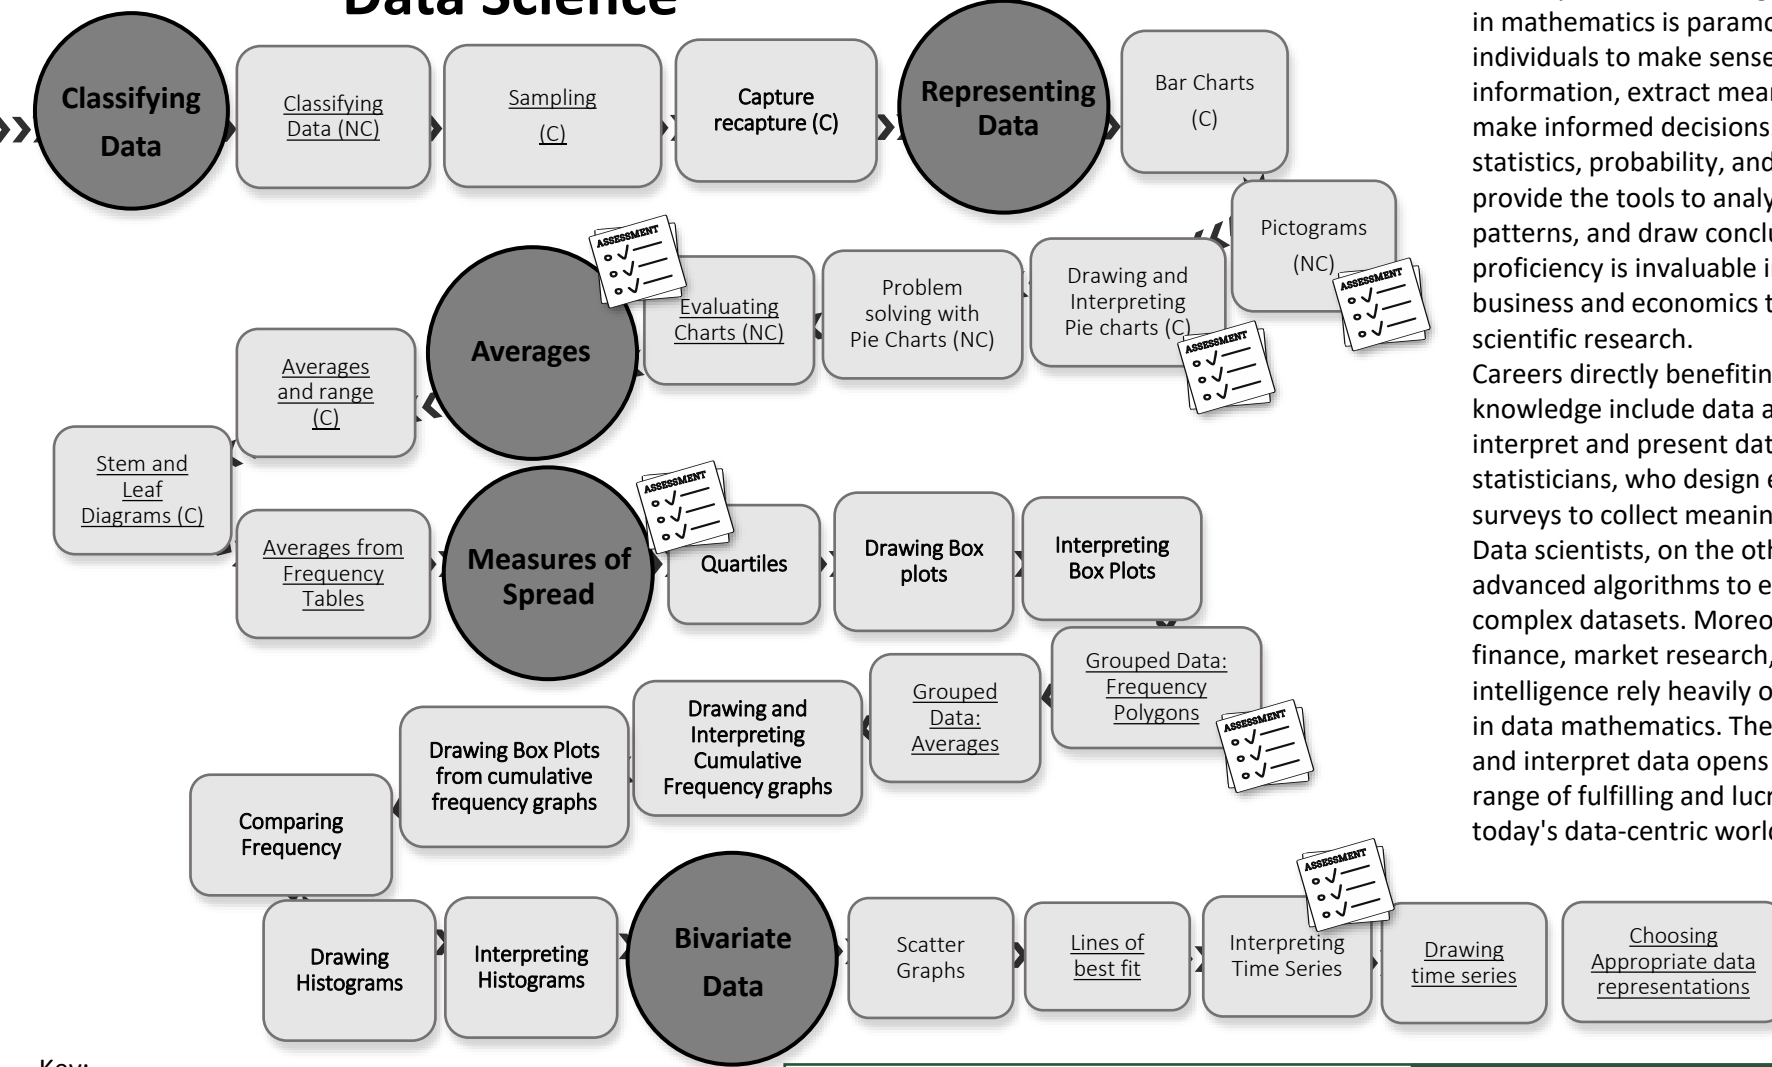 Data Science
Classifying
Data
Classifying
Data (NC)
Sampling
(C)
Capture
recapture (C)
Representing
Data
Bar Charts
(C)
Pictograms
(NC)
ASSESSMENT
Drawing and
Interpreting
Pie charts (C)
ASSESSMENT
Problem
solving with
Pie Charts (NC)
Evaluating
Charts (NC)
ASSESSMENT
Averages
Averages
and range
(C)
Stem and
Leaf
Diagrams (C)
Averages from
Frequency
Tables
Measures of
Spread
ASSESSMENT
Quartiles
Drawing Box
plots
Interpreting
Box Plots
Grouped Data:
Frequency
Polygons
ASSESSMENT
Grouped
Data:
Averages
Drawing and
Interpreting
Cumulative
Frequency graphs
Drawing Box Plots
from cumulative
frequency graphs
Comparing
Frequency
Drawing
Histograms
Interpreting
Histograms
Bivariate
Data
Scatter
Graphs
Lines of
best fit
Interpreting
Time Series
ASSESSMENT
Drawing
time series
Choosing
Appropriate data
representations
Key:
in mathematics is paramo
individuals to make sense
information, extract mea
make informed decisions
statistics, probability, and
provide the tools to analy
patterns, and draw conclu
proficiency is invaluable i
business and economics t
scientific research.
Careers directly benefitin
knowledge include data a
interpret and present dat
statisticians, who design e
surveys to collect meanin
Data scientists, on the oth
advanced algorithms to e
complex datasets. Moreo
finance, market research,
intelligence rely heavily o
in data mathematics. The
and interpret data opens
range of fulfilling and lucr
today's data-centric worl